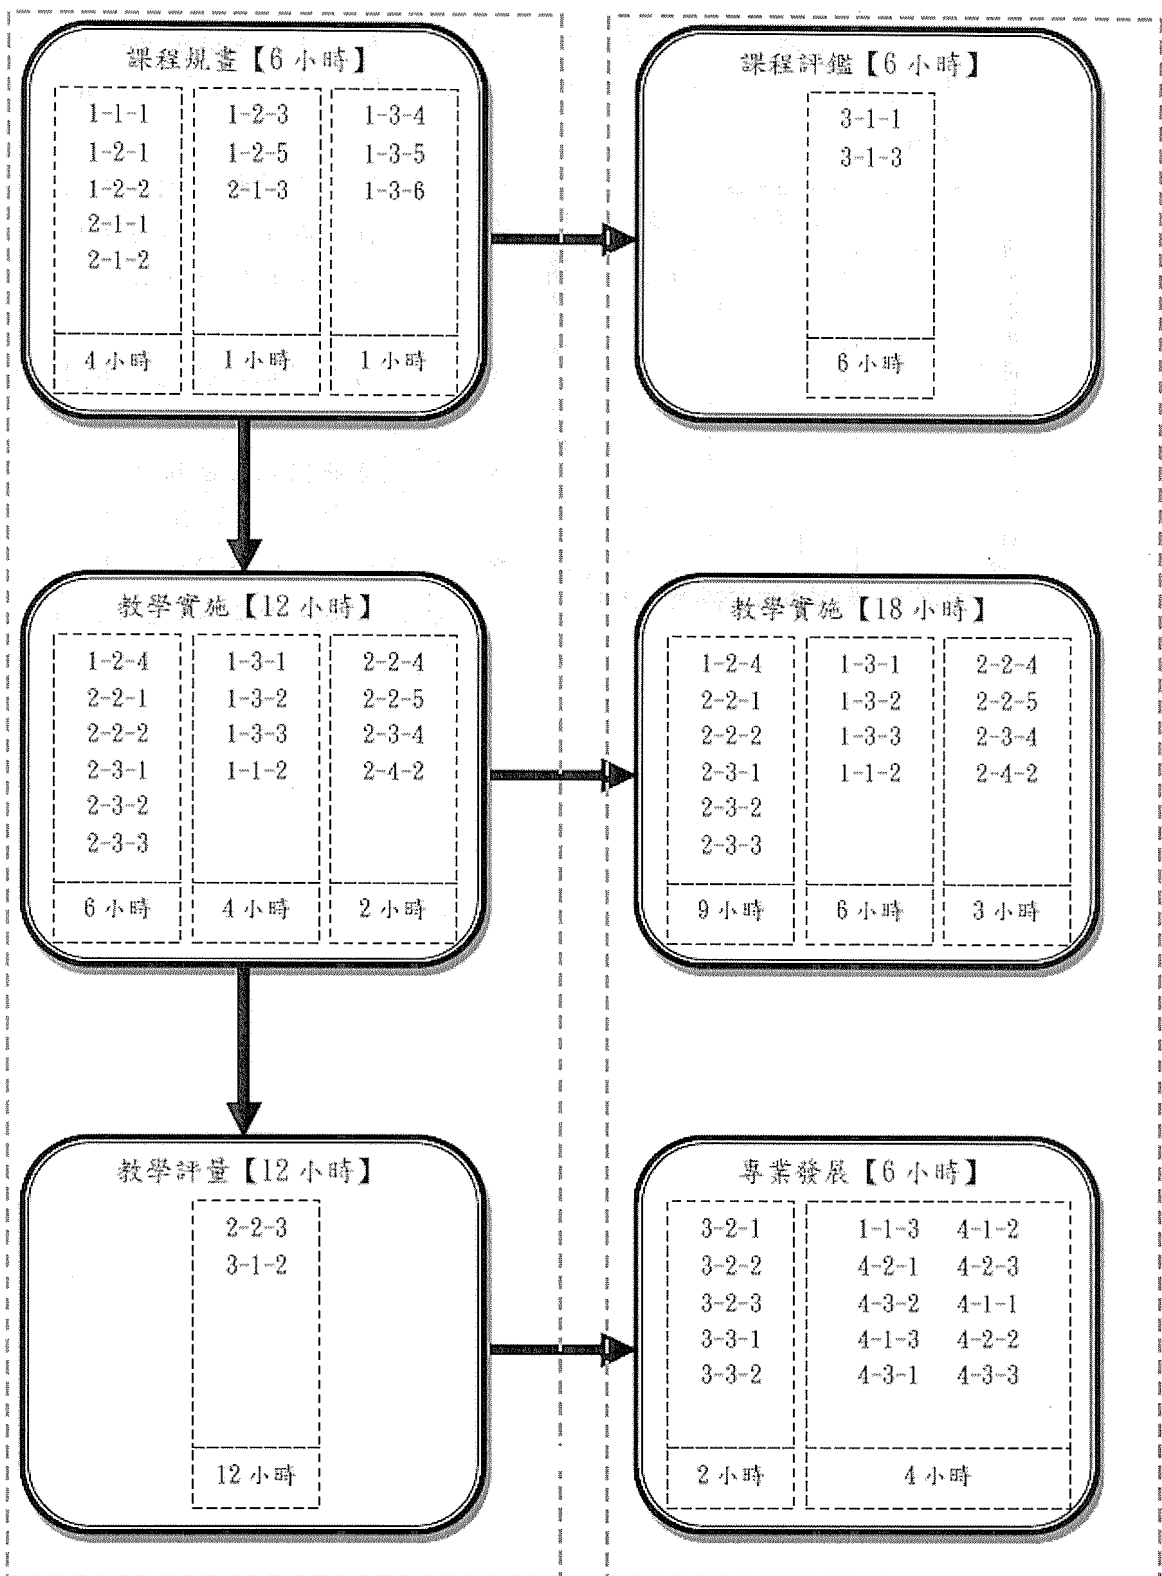 課程規畫【6 小時】
1-1-1
1-2-1
1-2-2
2-1-1
2-1-2
4 小時
1-2-3
1-2-5
2-1-3
1 小時
1-3-4
1-3-5
1-3-6
1 小時
課程評鑑【6 小時】
3-1-1
3-1-3
6 小時
教學實施【12 小時】
1-2-4
2-2-1
2-2-2
2-3-1
2-3-2
2-3-3
6 小時
1-3-1
1-3-2
1-3-3
1-1-2
4 小時
2-2-4
2-2-5
2-3-4
2-4-2
2 小時
教學實施【18 小時】
1-2-4
2-2-1
2-2-2
2-3-1
2-3-2
2-3-3
9 小時
1-3-1
1-3-2
1-3-3
1-1-2
6 小時
2-2-4
2-2-5
2-3-4
2-4-2
3 小時
教學評量【12 小時】
2-2-3
3-1-2
12 小時
專業發展【6 小時】
3-2-1
3-2-2
3-2-3
3-3-1
3-3-2
2 小時
1-1-3 4-1-2
4-2-1 4-2-3
4-3-2 4-1-1
4-1-3 4-2-2
4-3-1 4-3-3
4 小時